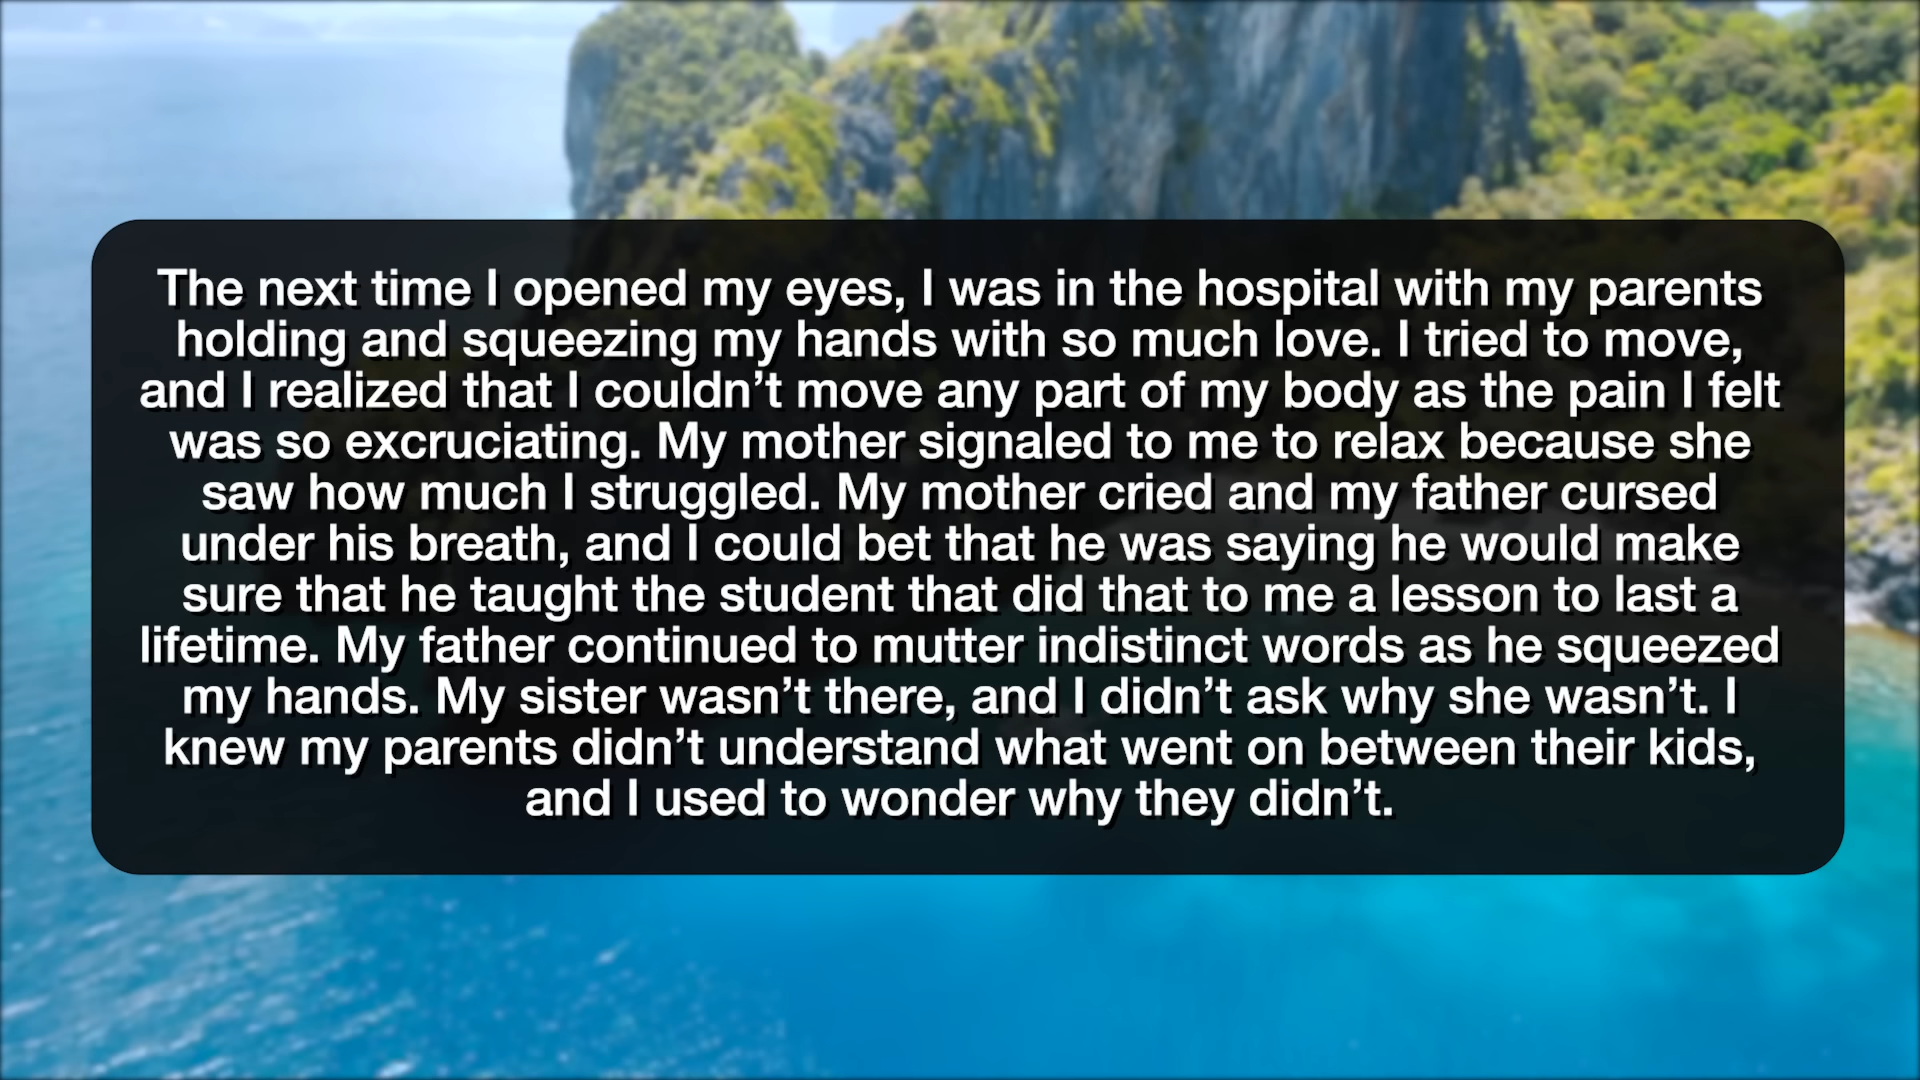 The next time I opened my eyes, I was in the hospital with my parents
holding and squeezing my hands with so much love. I tried to move,
and I realized that I couldn’t move any part of my body as the pain I felt
was so excruciating. My mother signaled to me to relax because she
saw how much I struggled. My mother cried and my father cursed
under his breath, and I could bet that he was saying he would make
sure that he taught the student that did that to me a lesson to last a
lifetime. My father continued to mutter indistinct words as he squeezed
my hands. My sister wasn’t there, and I didn’t ask why she wasn’t. I
knew my parents didn’t understand what went on between their kids,
and I used to wonder why they didn’t.